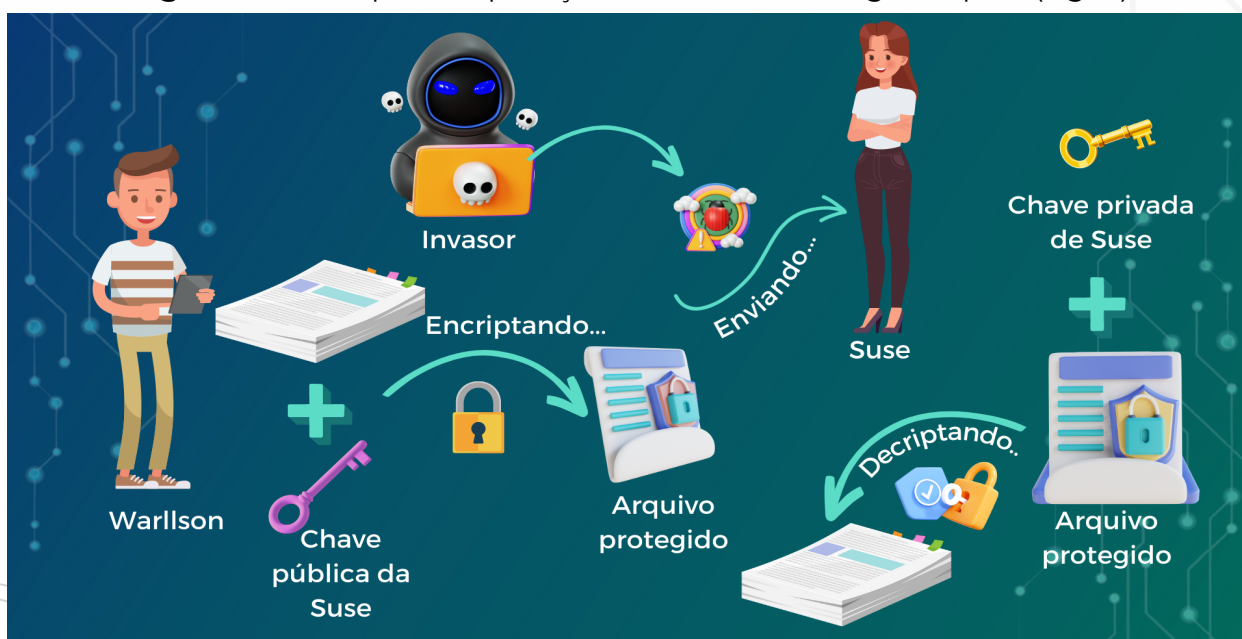 Invasor
Chave privada
de Suse
Enviando...
Encriptando...
Suse
Decriptando..
Warllson
Chave
pública da
Suse
Arquivo
protegido
Arquivo
protegido